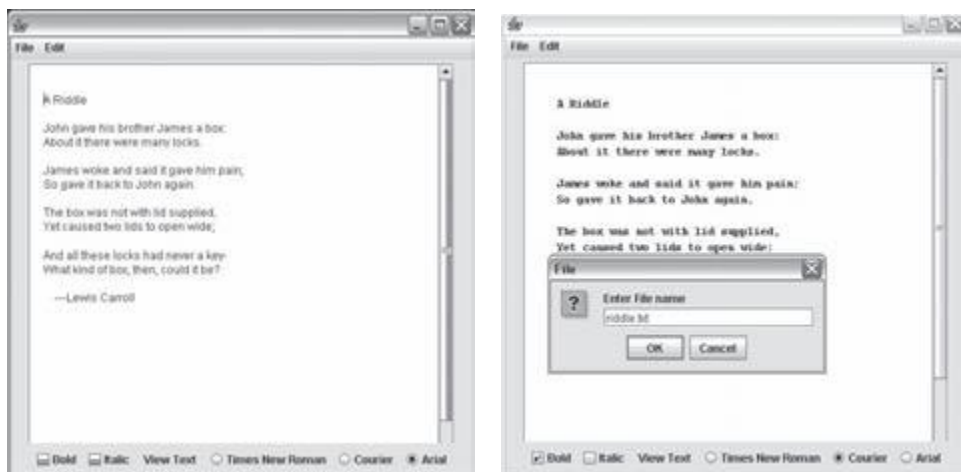 File Edit
A Riddle
John gave his brother James a box:
About it there were many locks.
James woke and said it gave him pain;
So gave it back to John again.
The box was not with lid supplied,
Yet caused two lids to open wide;
And all these locks had never a key-
What kind of box, then, could it be?
---Lewis Carroll
Bold Italic View Text Times New Roman Courier Arial
File Edit
A Riddle
John gave his brother James a box:
About it there were many locks.
James woke and said it gave him pain;
So gave it back to John again.
The box was not with lid supplied,
Yet caused two lids to open wide;
File
Enter File name
riddle.txt
OK Cancel
Bold Italic View Text Times New Roman Courier Arial